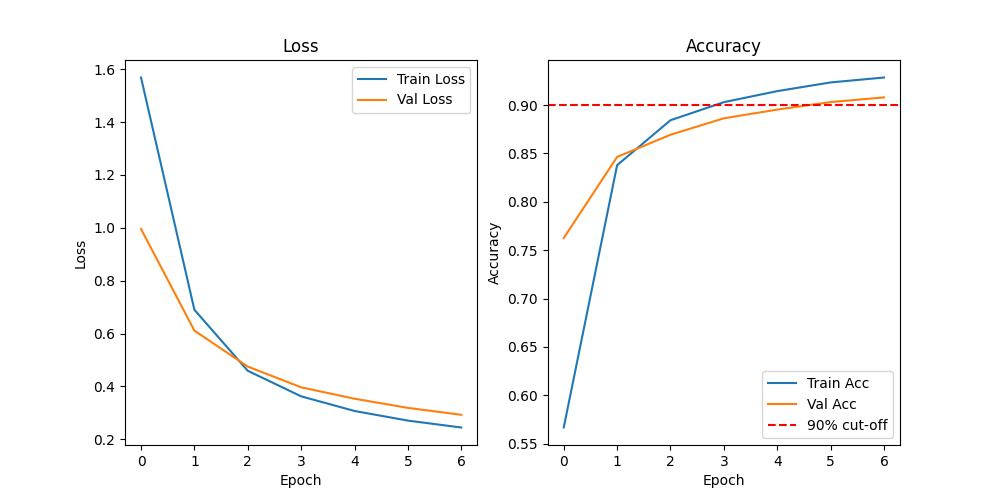 Loss
Train Loss
Val Loss
1.6
1.4
1.2
1.0
0.8
0.6
0.4
0.2
Loss
0 1 2 3 4 5 6
Epoch
Accuracy
0.90
0.85
0.80
0.75
0.70
0.65
0.60
0.55
Accuracy
Train Acc
Val Acc
90% cut-off
0 1 2 3 4 5 6
Epoch